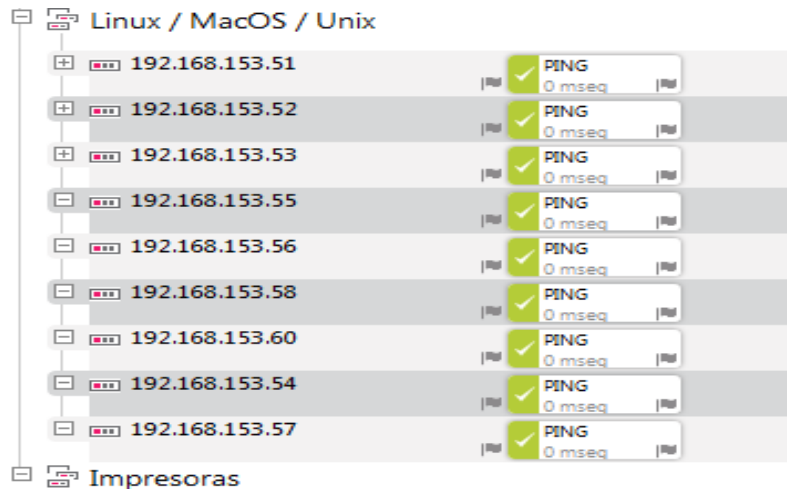 Linux / MacOS / Unix
192.168.153.51
PING
0 mseg
192.168.153.52
PING
0 mseg
192.168.153.53
PING
0 mseg
192.168.153.55
PING
0 mseg
192.168.153.56
PING
0 mseg
192.168.153.58
PING
0 mseg
192.168.153.60
PING
0 mseg
192.168.153.54
PING
0 mseg
192.168.153.57
PING
0 mseg
Impresoras